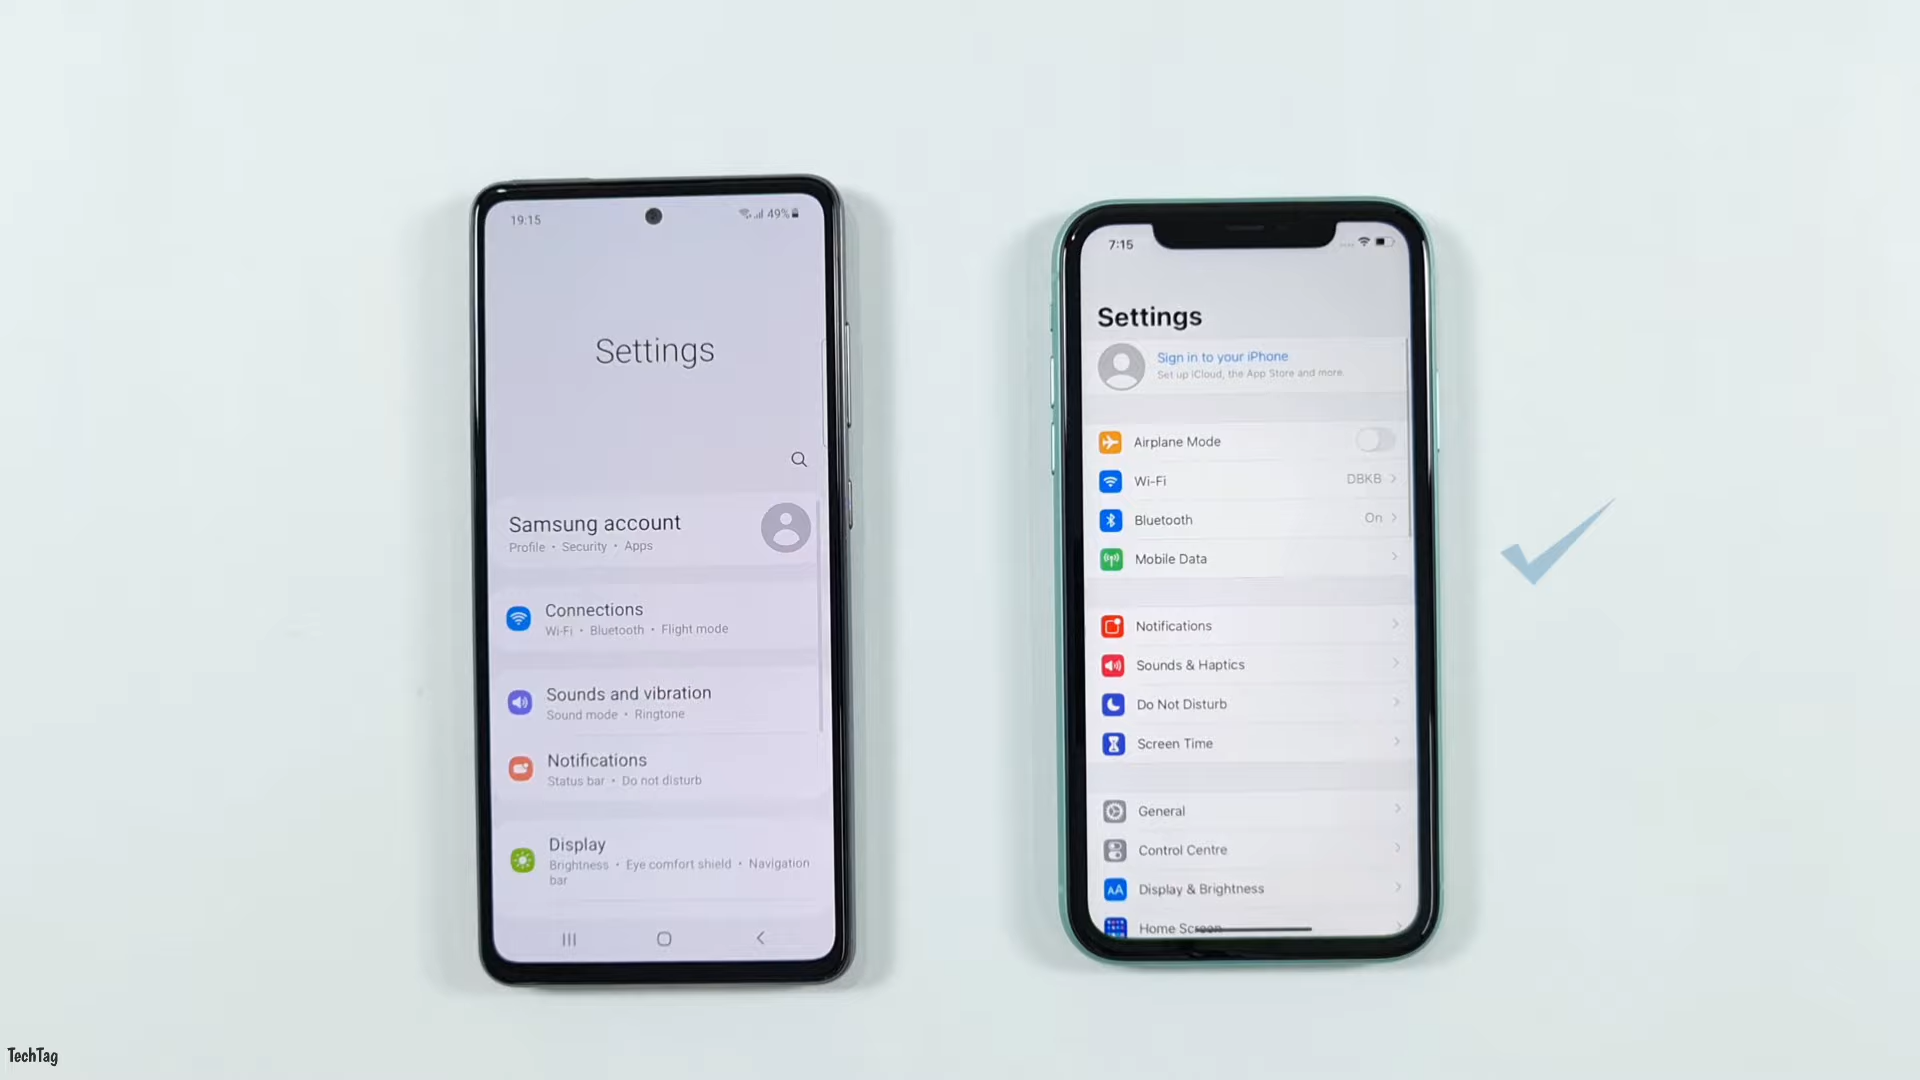 19:15
49%
Settings
Samsung account
Profile • Security • Apps
Connections
Wi-Fi • Bluetooth • Flight mode
Sounds and vibration
Sound mode • Ringtone
Notifications
Status bar • Do not disturb
Display
Brightness • Eye comfort shield • Navigation
bar
7:15
Settings
Sign in to your iPhone
Set up iCloud, the App Store and more.
Airplane Mode
Wi-Fi DBKB
Bluetooth On
Mobile Data
Notifications
Sounds & Haptics
Do Not Disturb
Screen Time
General
Control Centre
AA Display & Brightness
Home Screen
TechTag